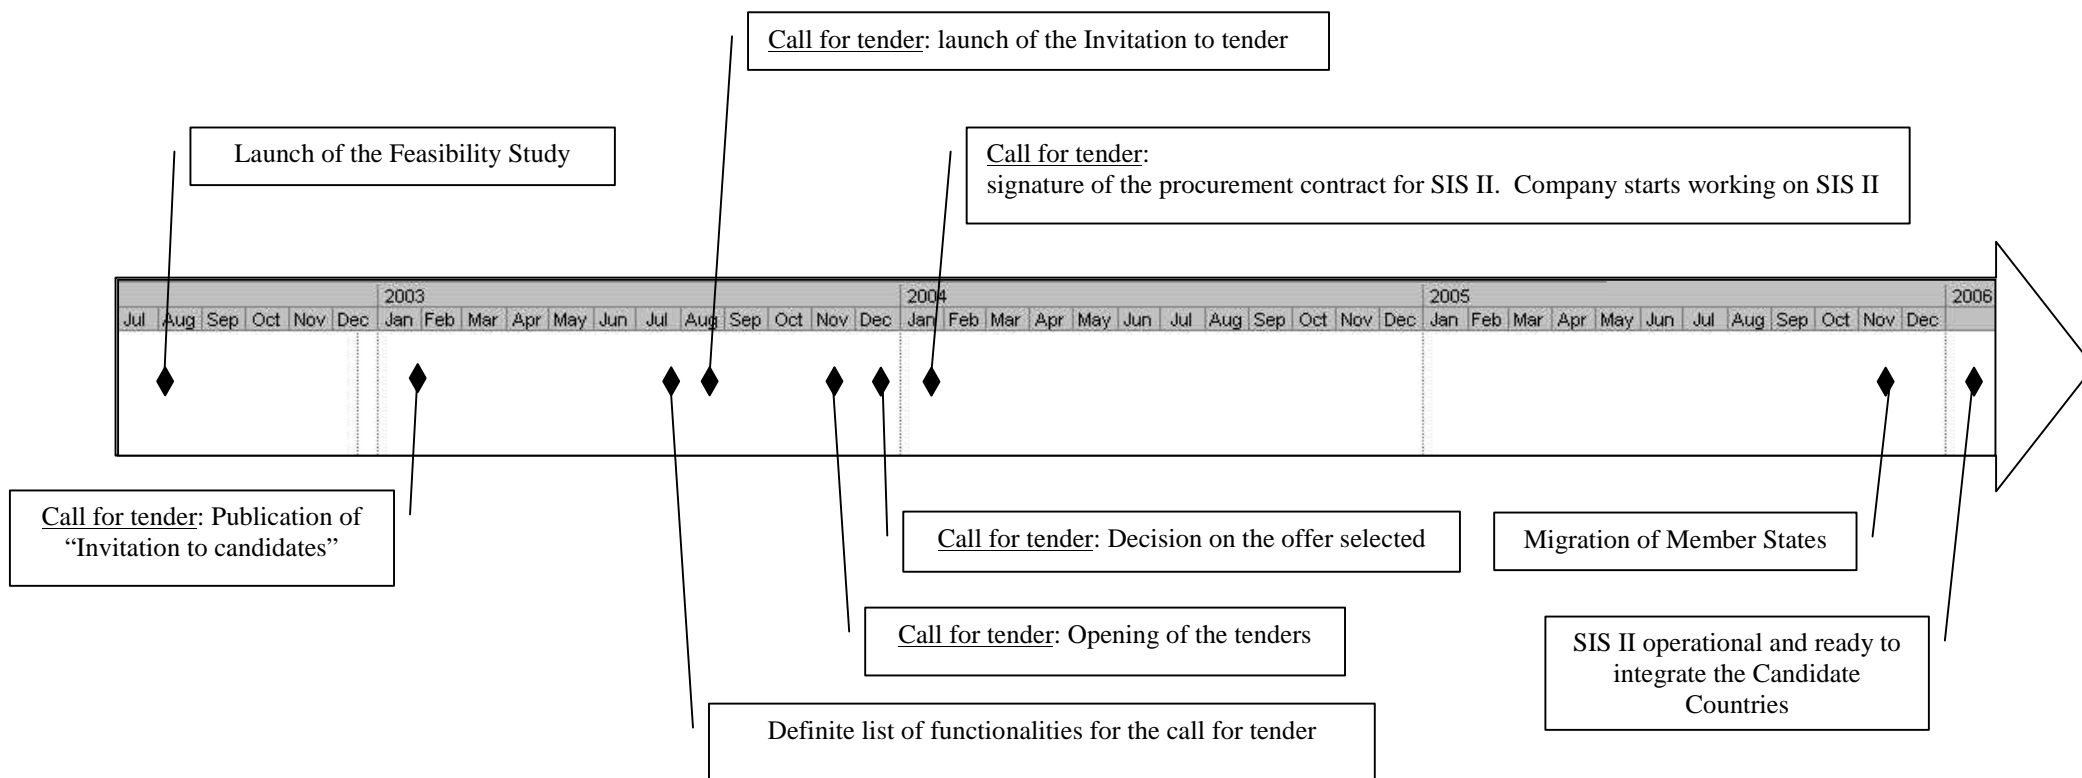 Call for tender: launch of the Invitation to tender
Launch of the Feasibility Study
Call for tender:
signature of the procurement contract for SIS II.  Company starts working on SIS II
2003 2004 2005 2006
Jul Aug Sep Oct Nov Dec Jan Feb Mar Apr May Jun Jul Aug Sep Oct Nov Dec Jan Feb Mar Apr May Jun Jul Aug Sep Oct Nov Dec Jan Feb Mar Apr May Jun Jul Aug Sep Oct Nov Dec
Call for tender: Publication of
“Invitation to candidates”
Call for tender: Decision on the offer selected
Migration of Member States
Call for tender: Opening of the tenders
SIS II operational and ready to
integrate the Candidate
Countries
Definite list of functionalities for the call for tender